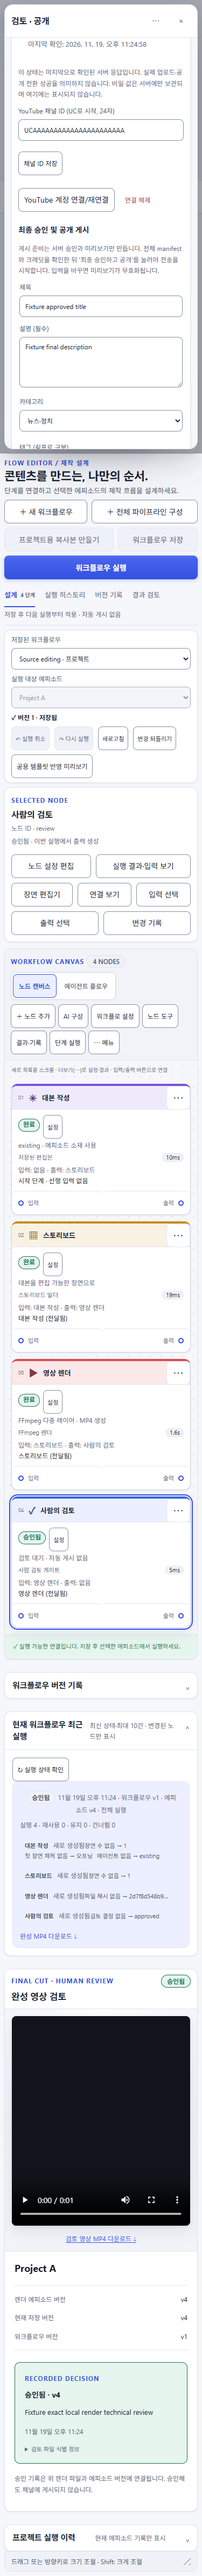 검토 · 공개
마지막 확인: 2026. 11. 19. 오후 11:24:58
이 상태는 마지막으로 확인된 서버 응답입니다. 실제 업로드·공개 전환 성공을 의미하지 않습니다. 비밀 값은 서버에만 보관되며 여기에는 표시되지 않습니다.
YouTube 채널 ID (UC로 시작, 24자)
UCAAAAAAAAAAAAAAAAAAAAAA
채널 ID 저장
YouTube 계정 연결/재연결
연결 해제
최종 승인 및 공개 게시
게시 준비는 서버 승인과 미리보기만 만듭니다. 전체 manifest와 크레딧을 확인한 뒤 '최종 승인하고 공개'를 눌러야 전송을 시작합니다. 입력을 바꾸면 미리보기가 무효화됩니다.
제목
Fixture approved title
설명 (필수)
Fixture final description
카테고리
뉴스·정치
FLOW EDITOR / 제작 설계
콘텐츠를 만드는, 나만의 순서.
단계를 연결하고 선택한 에피소드의 제작 흐름을 설계하세요.
＋ 새 워크플로우
＋ 전체 파이프라인 구성
프로젝트용 복사본 만들기
워크플로우 저장
워크플로우 실행
설계 4 단계
실행 히스토리
버전 기록
결과 검토
저장 후 다음 실행부터 적용 · 자동 게시 없음
저장된 워크플로우
Source editing · 프로젝트
실행 대상 에피소드
Project A
✓ 버전 1 · 저장됨
↶ 실행 취소
↷ 다시 실행
새로고침
변경 되돌리기
공용 템플릿 반영 미리보기
SELECTED NODE
사람의 검토
노드 ID · review
승인됨 · 이번 실행에서 출력 생성
노드 설정 편집
실행 결과·입력 보기
장면 편집기
연결 보기
입력 선택
출력 선택
변경 기록
WORKFLOW CANVAS
4 NODES
노드 캔버스
에이전트 플로우
＋ 노드 추가
AI 구성
워크플로 설정
노드 도구
결과·기록
단계 실행
··· 메뉴
세로 목록을 스크롤 · 더보기(···)로 설정·결과 · 입력/출력 버튼으로 연결
01
대본 작성
완료
설정
existing · 에피소드 소재 사용
저장된 편집본
10ms
입력: 없음 · 출력: 스토리보드
시작 단계 · 선행 입력 없음
입력
출력
02
스토리보드
완료
설정
대본을 편집 가능한 장면으로
스토리보드 빌더
19ms
입력: 대본 작성 · 출력: 영상 렌더
대본 작성 (전달됨)
입력
출력
03
영상 렌더
완료
설정
FFmpeg 다중 레이어 · MP4 생성
FFmpeg 렌더
1.6s
입력: 스토리보드 · 출력: 사람의 검토
스토리보드 (전달됨)
입력
출력
04
사람의 검토
승인됨
설정
검토 대기 · 자동 게시 없음
사람 검토 게이트
5ms
입력: 영상 렌더 · 출력: 없음
영상 렌더 (전달됨)
입력
출력
✓ 실행 가능한 연결입니다. 저장 후 선택한 에피소드에서 실행하세요.
워크플로우 버전 기록
현재 워크플로우 최근 실행
최신 상태·최대 10건 · 변경된 노드만 표시
↻ 실행 상태 확인
승인됨
11월 19일 오후 11:24 · 워크플로우 v1 · 에피소드 v4 · 전체 실행
실행 4 · 재사용 0 · 유지 0 · 건너뜀 0
대본 작성 새로 생성됨장면 수 없음 → 1
첫 장면 제목 없음 → 오프닝 에이전트 없음 → existing
스토리보드 새로 생성됨장면 수 없음 → 1
영상 렌더 새로 생성됨파일 해시 없음 → 2d7f8d548b9...
사람의 검토 새로 생성됨검토 결정 없음 → approved
완성 MP4 다운로드 ↓
FINAL CUT · HUMAN REVIEW
승인됨
완성 영상 검토
0:00 / 0:01
검토 영상 MP4 다운로드 ↓
Project A
렌더 에피소드 버전
v4
현재 저장 버전
v4
워크플로우 버전
v1
RECORDED DECISION
승인됨 · v4
Fixture exact local render technical review
11월 19일 오후 11:24
▸ 검토 파일 식별 정보
승인 기록은 위 렌더 파일과 에피소드 버전에 연결됩니다. 승인해도 채널에 게시되지 않습니다.
프로젝트 실행 이력
현재 에피소드 기록만 표시
드래그 또는 방향키로 크기 조절 · Shift: 크게 조절